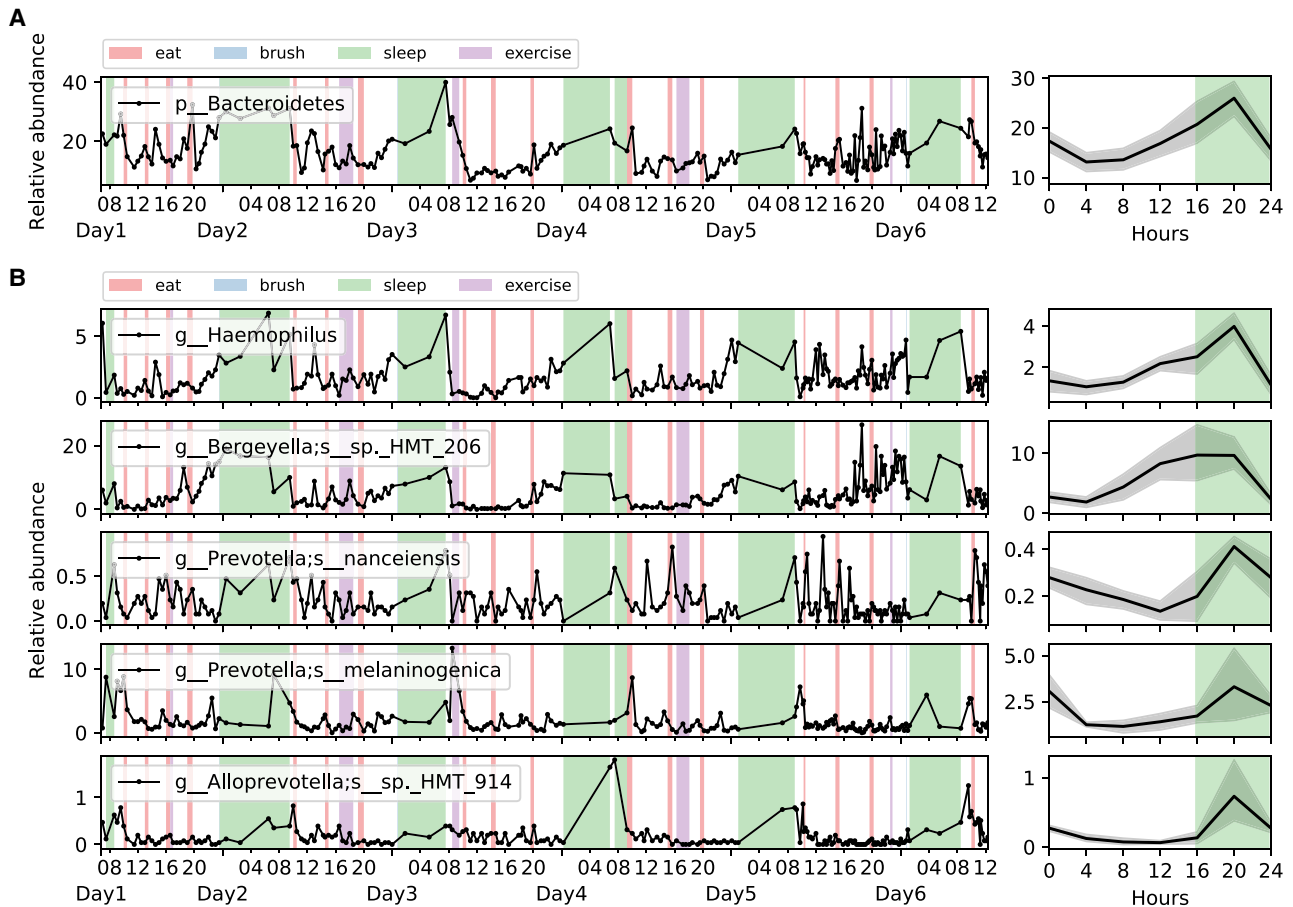 A
eat brush sleep exercise
Relative abundance
40
20
p__Bacteroidetes
08 12 16 20 04 08 12 16 20 04 08 12 16 20 04 08 12 16 20 04 08 12 16 20 04 08 12
Day1 Day2 Day3 Day4 Day5 Day6
30
20
10
0 4 8 12 16 20 24
Hours
B
eat brush sleep exercise
Relative abundance
g__Haemophilus
5
0
4
2
g__Bergeyella;s__sp._HMT_206
20
0
10
0
g__Prevotella;s__nanceiensis
0.5
0.0
0.4
0.2
g__Prevotella;s__melaninogenica
10
0
5.0
2.5
g__Alloprevotella;s__sp._HMT_914
1
0
1
0
08 12 16 20 04 08 12 16 20 04 08 12 16 20 04 08 12 16 20 04 08 12 16 20 04 08 12
Day1 Day2 Day3 Day4 Day5 Day6
0 4 8 12 16 20 24
Hours